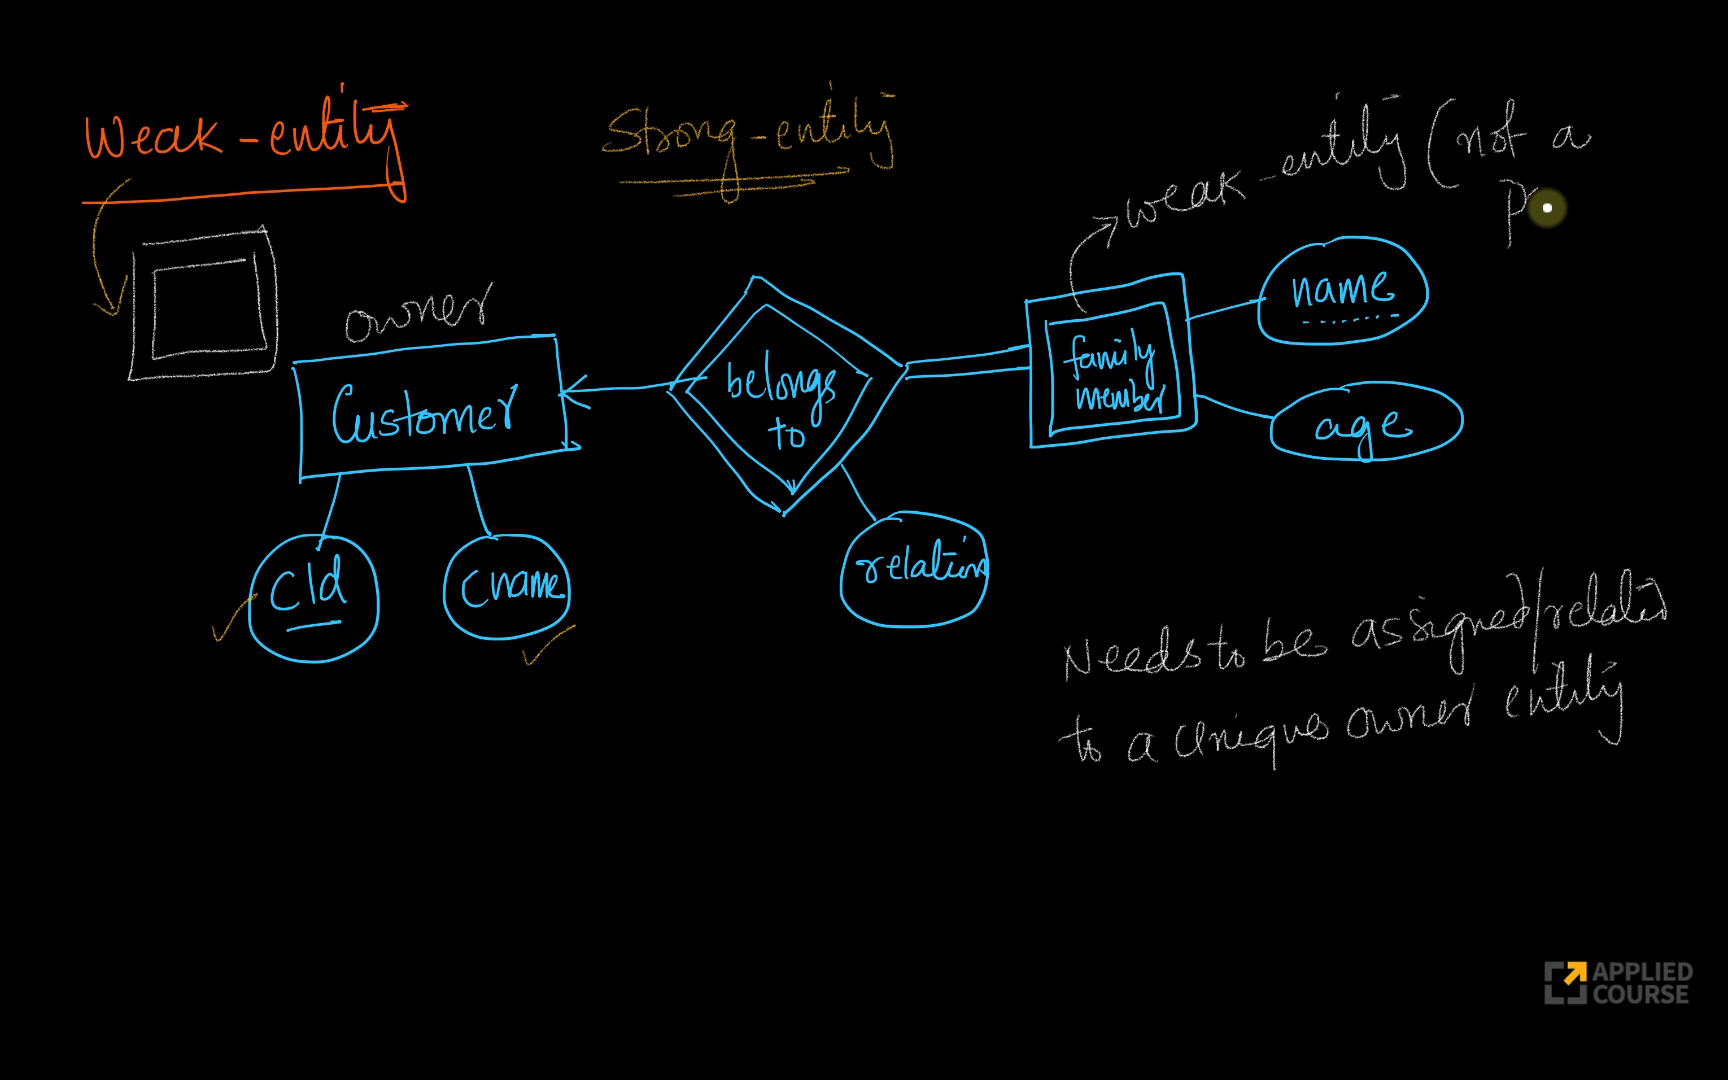 Weak-entity
Strong-entity
weak-entity (not a
P
owner
Customer
belongs
to
family
member
name
age
cId
cname
relation
Needs to be assigned/related
to a unique owner entity
APPLIED
COURSE